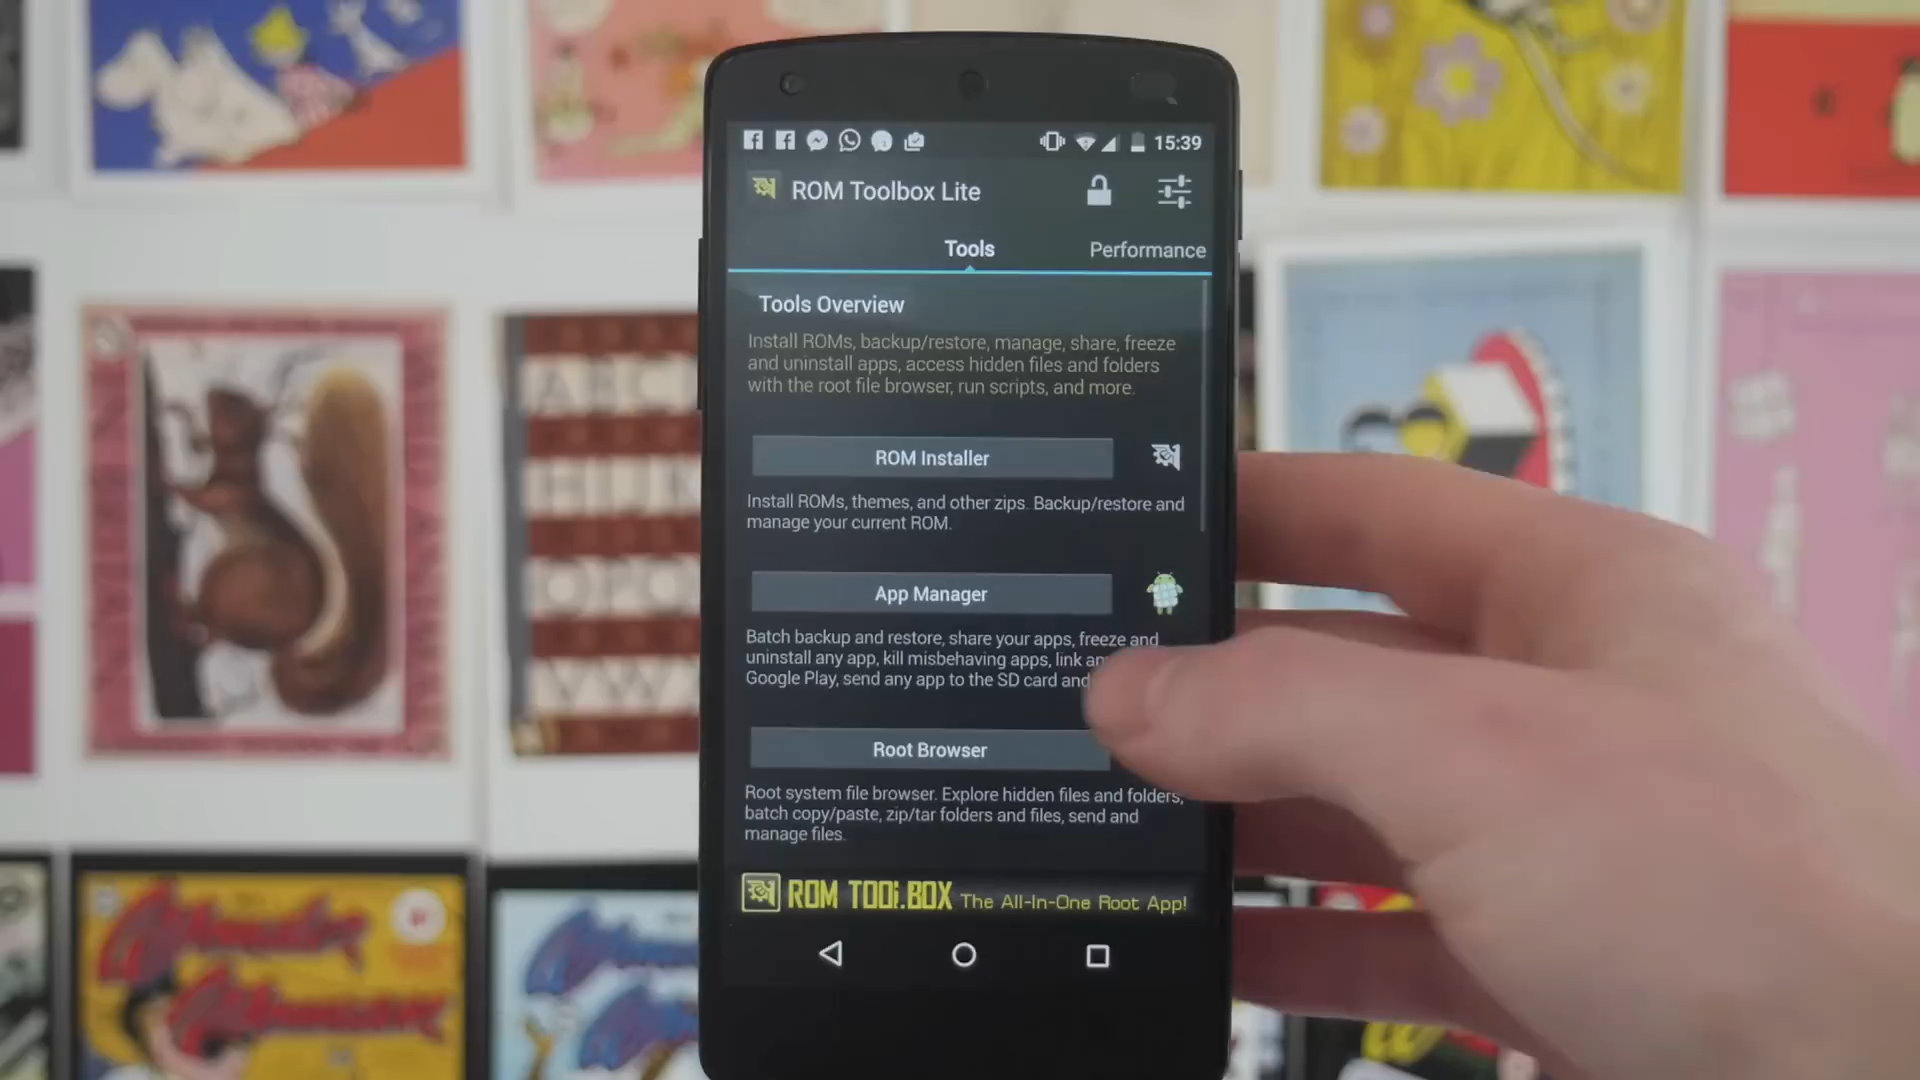 15:39
ROM Toolbox Lite
Tools
Performance
Tools Overview
Install ROMs, backup/restore, manage, share, freeze
and uninstall apps, access hidden files and folders
with the root file browser, run scripts, and more.
ROM Installer
Install ROMs, themes, and other zips. Backup/restore and
manage your current ROM.
App Manager
Batch backup and restore, share your apps, freeze and
uninstall any app, kill misbehaving apps, link
Google Play, send any app to the SD card and
Root Browser
Root system file browser. Explore hidden files and folders,
batch copy/paste, zip/tar folders and files, send and
manage files.
ROM TOOLBOX The All-In-One Root App!